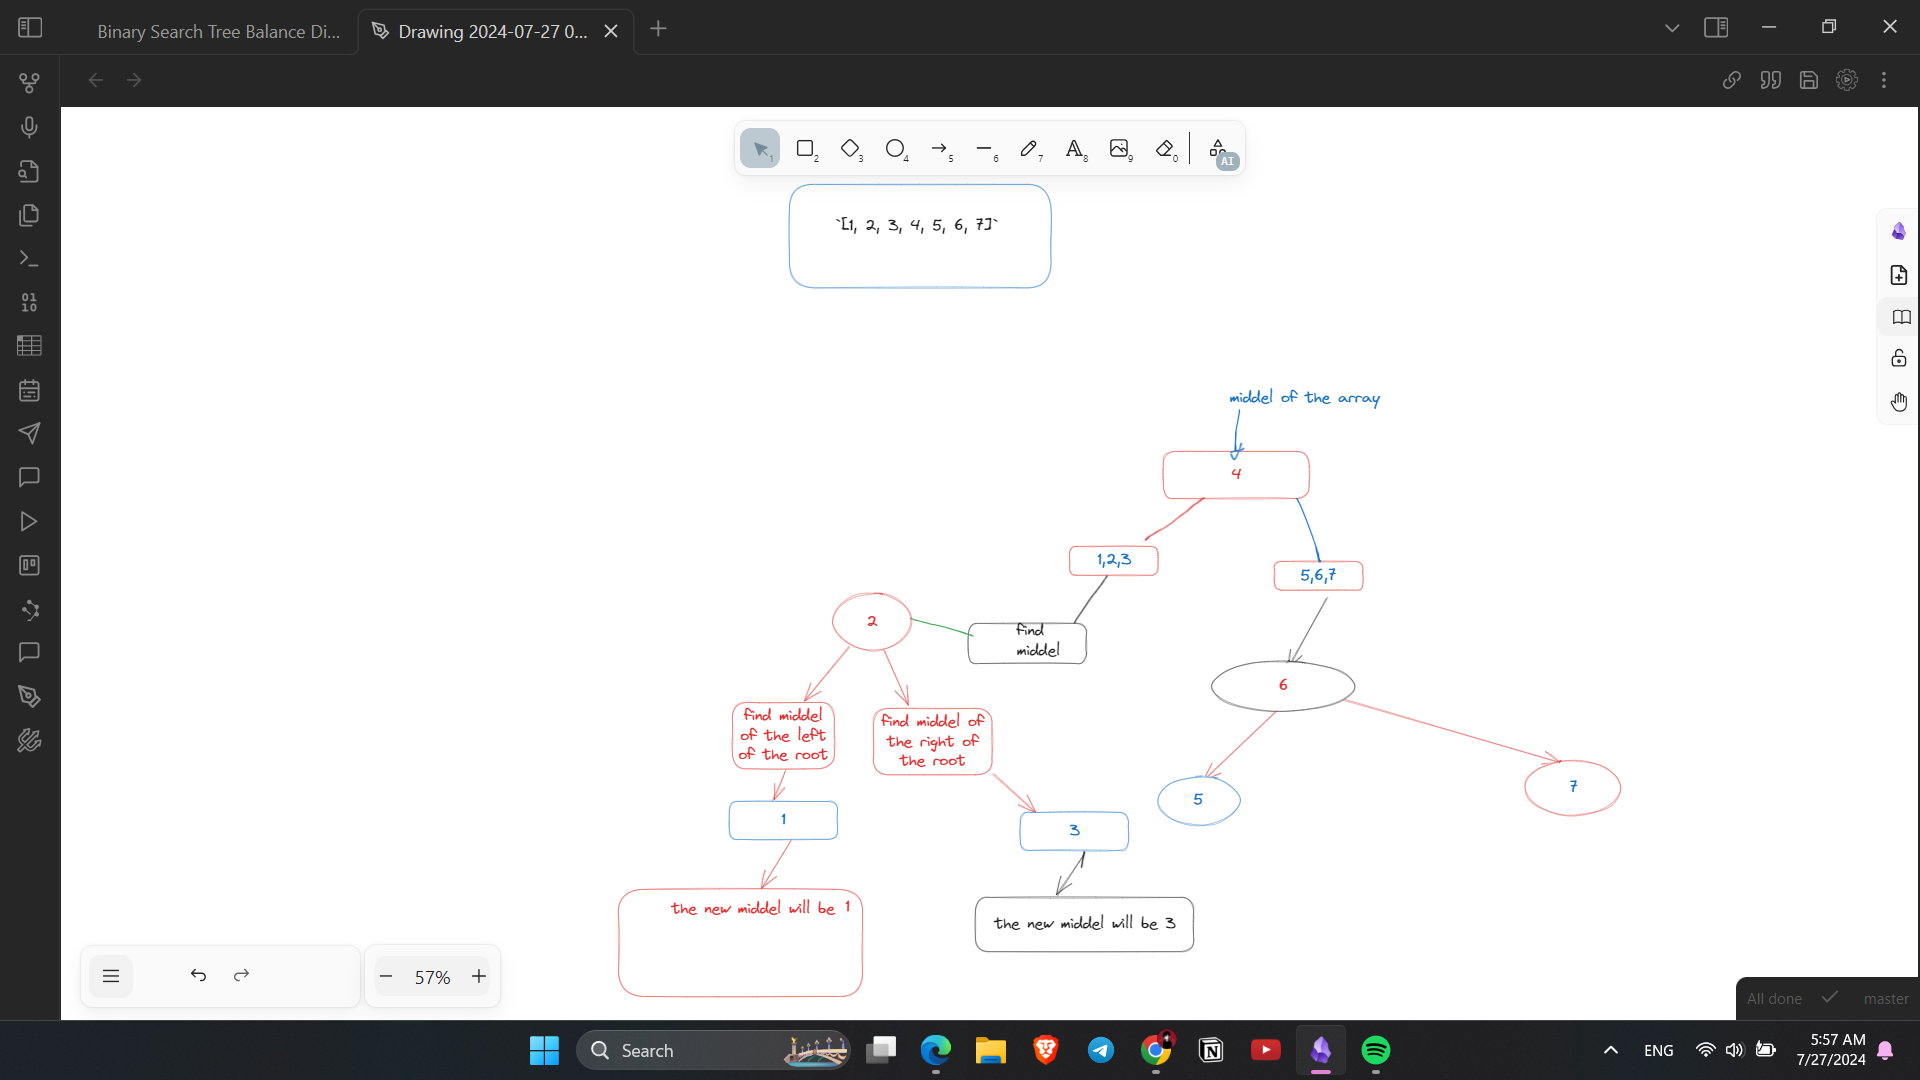 Binary Search Tree Balance Di...
Drawing 2024-07-27 0...
1 2 3 4 5 6 7 8 9 0 AI
`[1, 2, 3, 4, 5, 6, 7]`
middel of the array
4
1,2,3
5,6,7
2
find
middel
6
find middel
of the left
of the root
find middel of
the right of
the root
1
3
5
7
the new middel will be 1
the new middel will be 3
57%
All done
master
Search
ENG
5:57 AM
7/27/2024